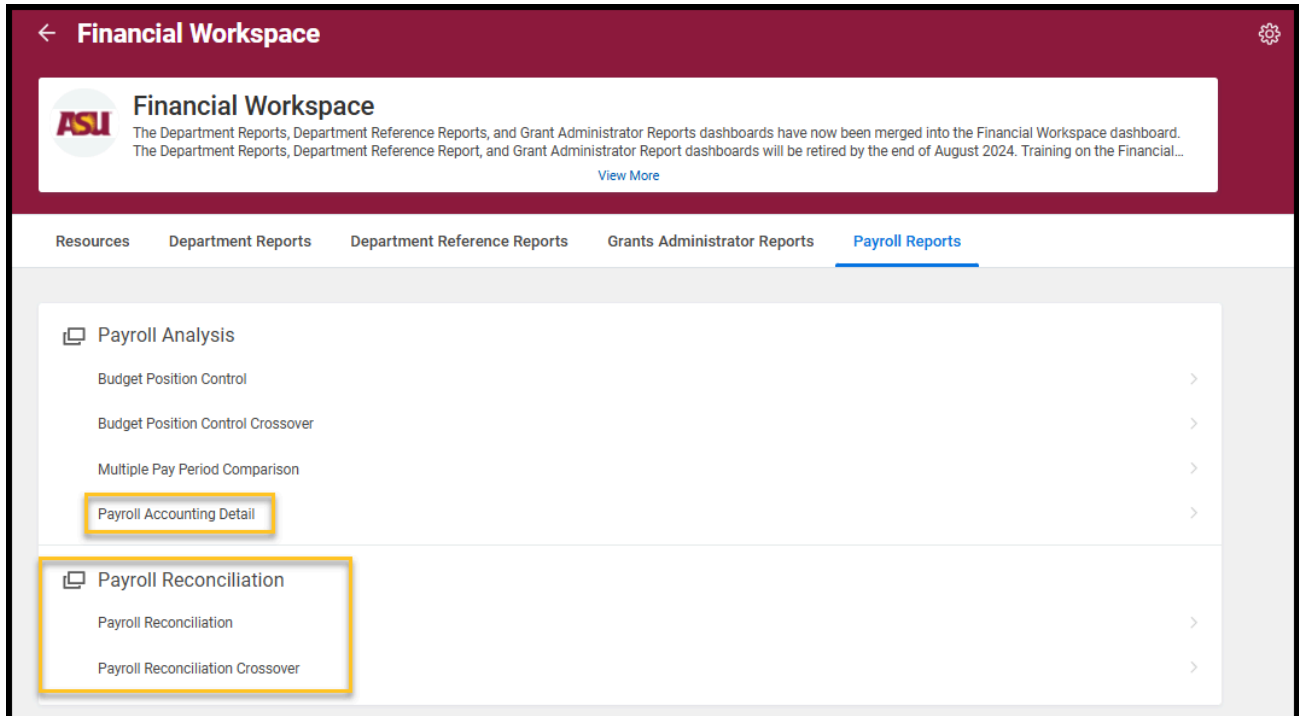 Financial Workspace
ASU
Financial Workspace
The Department Reports, Department Reference Reports, and Grant Administrator Reports dashboards have now been merged into the Financial Workspace dashboard.
The Department Reports, Department Reference Report, and Grant Administrator Report dashboards will be retired by the end of August 2024. Training on the Financial...
View More
Resources Department Reports Department Reference Reports Grants Administrator Reports Payroll Reports
Payroll Analysis
Budget Position Control
Budget Position Control Crossover
Multiple Pay Period Comparison
Payroll Accounting Detail
Payroll Reconciliation
Payroll Reconciliation
Payroll Reconciliation Crossover